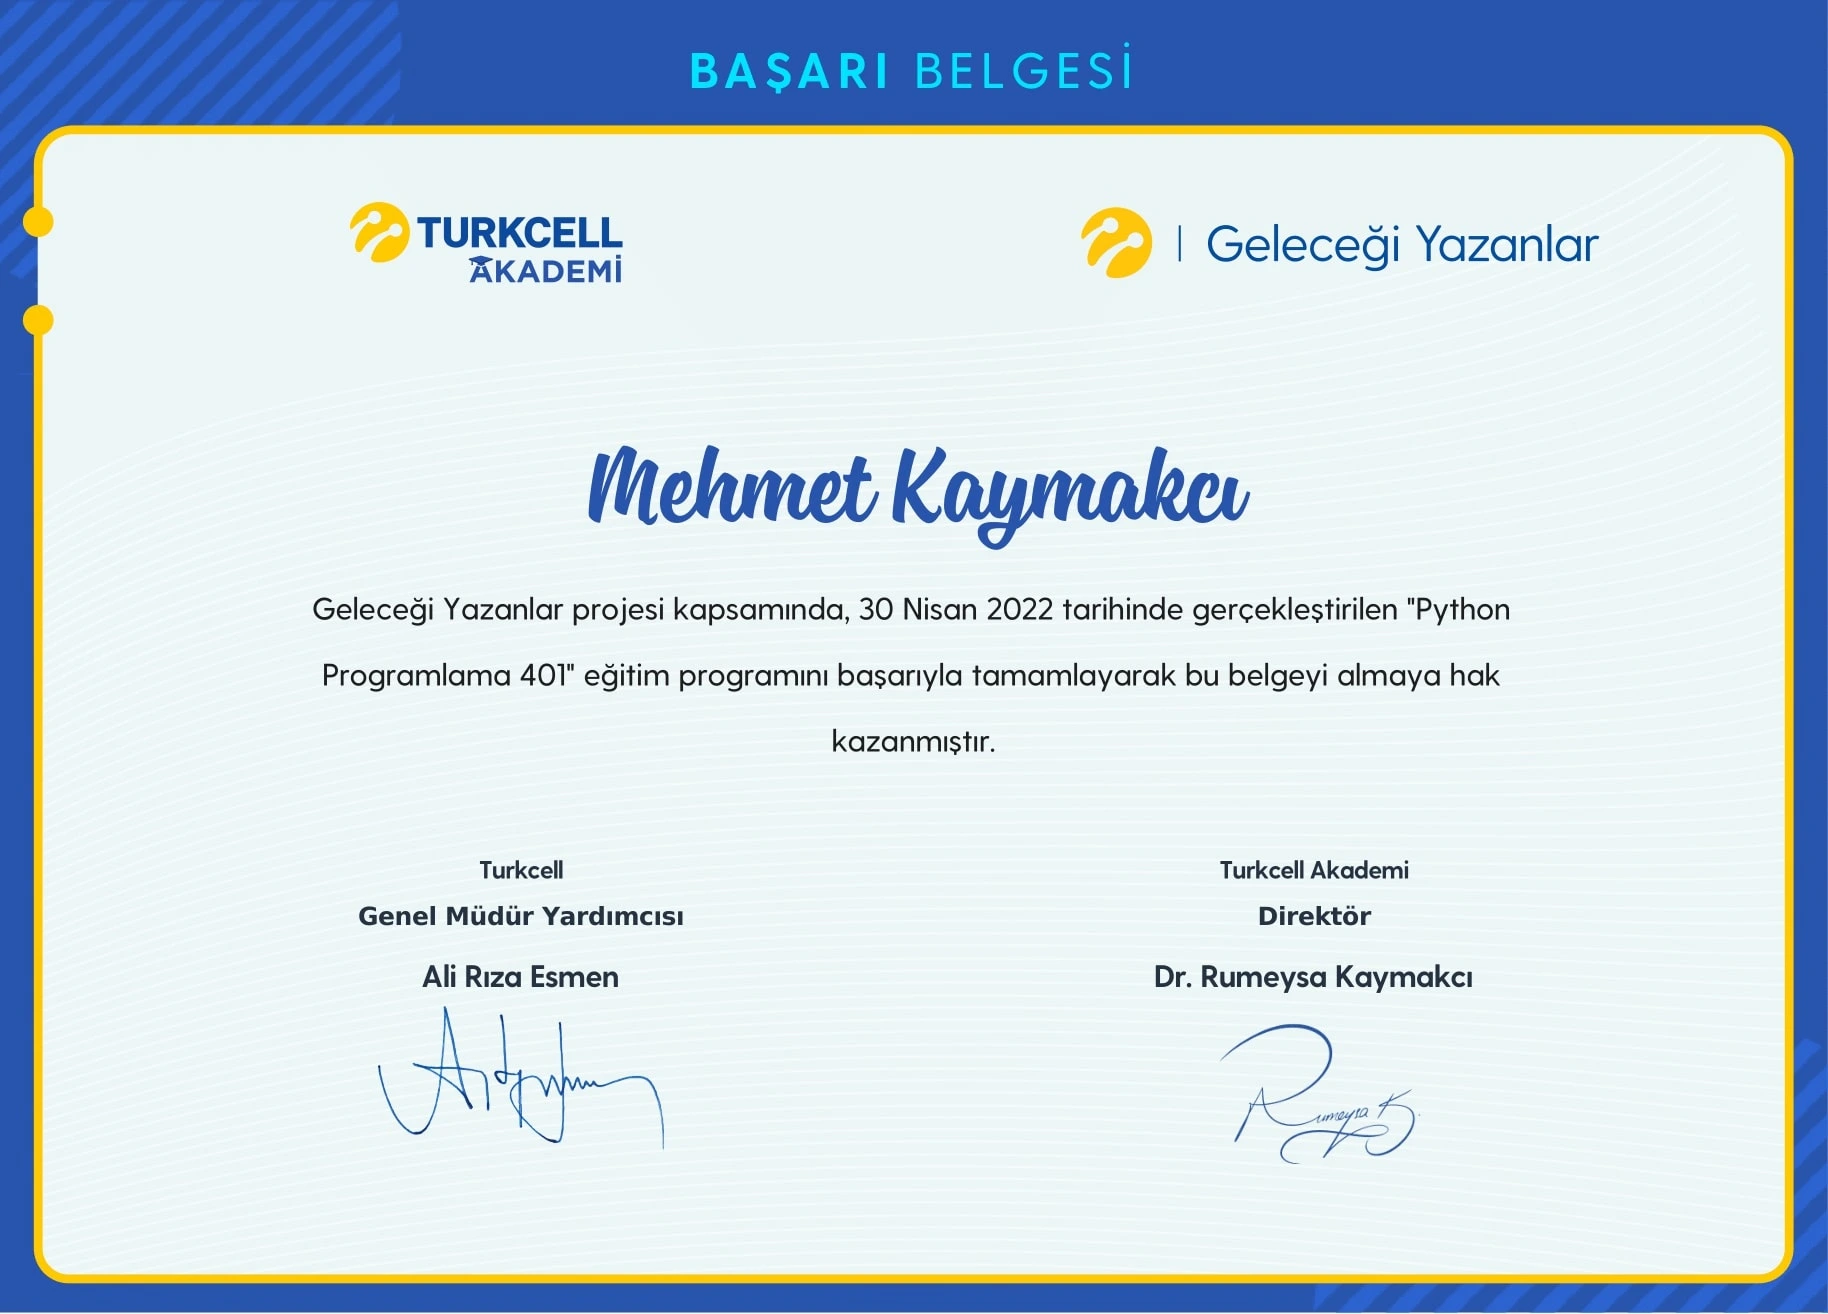 BAŞARI BELGESİ
TURKCELL
AKADEMİ
Geleceği Yazanlar
Mehmet Kaymakcı
Geleceği Yazanlar projesi kapsamında, 30 Nisan 2022 tarihinde gerçekleştirilen "Python
Programlama 401" eğitim programını başarıyla tamamlayarak bu belgeyi almaya hak
kazanmıştır.
Turkcell
Genel Müdür Yardımcısı
Ali Rıza Esmen
Turkcell Akademi
Direktör
Dr. Rumeysa Kaymakcı
Rumeysa K.